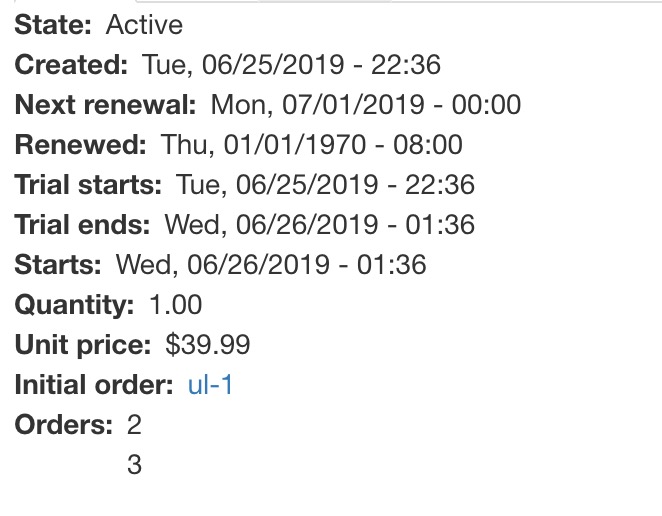 State: Active
Created: Tue, 06/25/2019 - 22:36
Next renewal: Mon, 07/01/2019 - 00:00
Renewed: Thu, 01/01/1970 - 08:00
Trial starts: Tue, 06/25/2019 - 22:36
Trial ends: Wed, 06/26/2019 - 01:36
Starts: Wed, 06/26/2019 - 01:36
Quantity: 1.00
Unit price: $39.99
Initial order: ul-1
Orders: 2
3